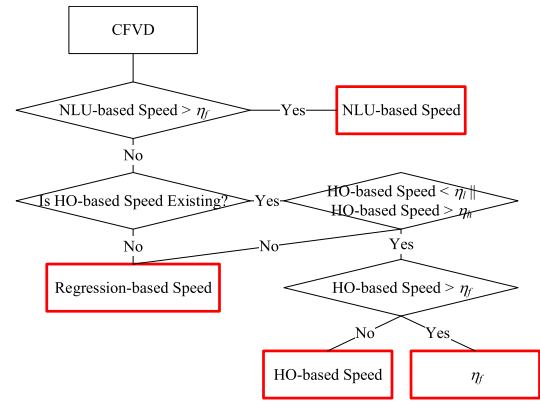 CFVD
NLU-based Speed > ηf
Yes
NLU-based Speed
No
Is HO-based Speed Existing?
Yes
HO-based Speed < ηl ||
HO-based Speed > ηh
No
No
Yes
Regression-based Speed
HO-based Speed > ηf
No
Yes
HO-based Speed
ηf